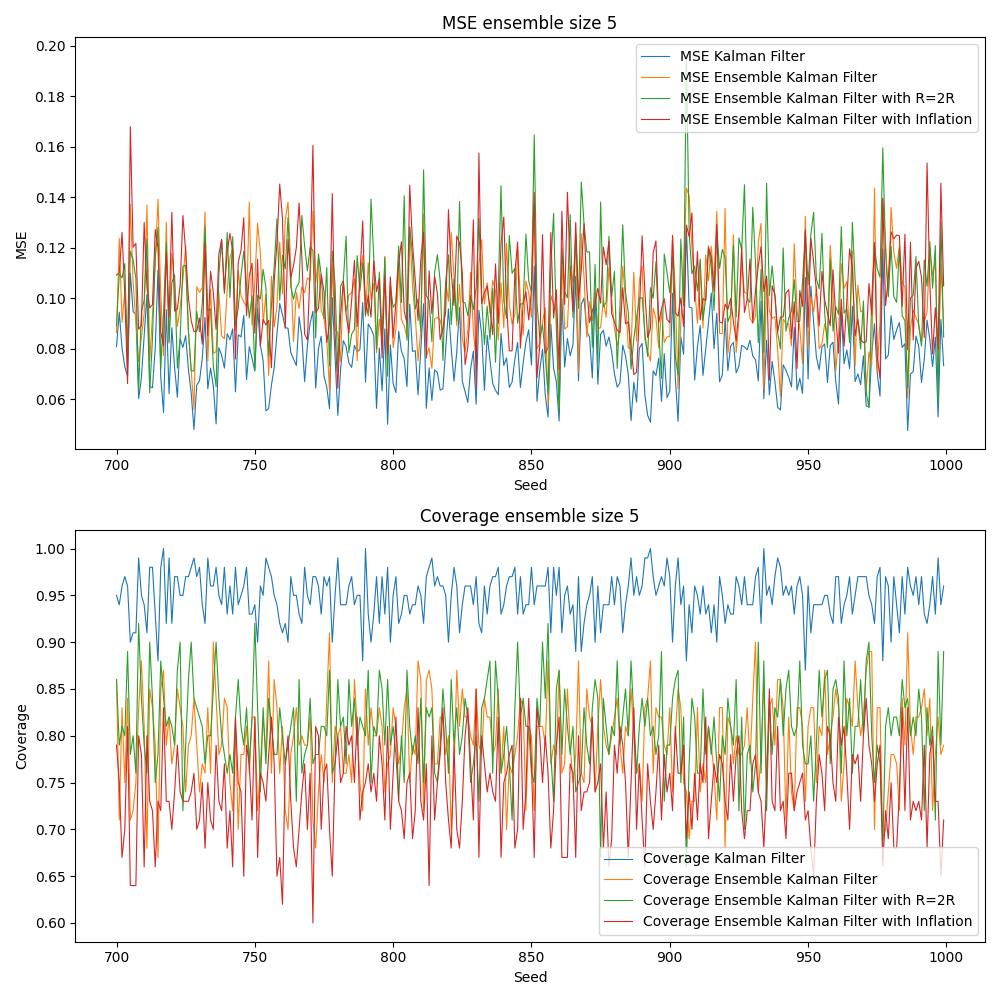 MSE ensemble size 5
MSE Kalman Filter
MSE Ensemble Kalman Filter
MSE Ensemble Kalman Filter with R=2R
MSE Ensemble Kalman Filter with Inflation
0.20
0.18
0.16
0.14
0.12
0.10
0.08
0.06
MSE
700 750 800 850 900 950 1000
Seed
Coverage ensemble size 5
1.00
0.95
0.90
0.85
0.80
0.75
0.70
0.65
0.60
Coverage
Coverage Kalman Filter
Coverage Ensemble Kalman Filter
Coverage Ensemble Kalman Filter with R=2R
Coverage Ensemble Kalman Filter with Inflation
700 750 800 850 900 950 1000
Seed